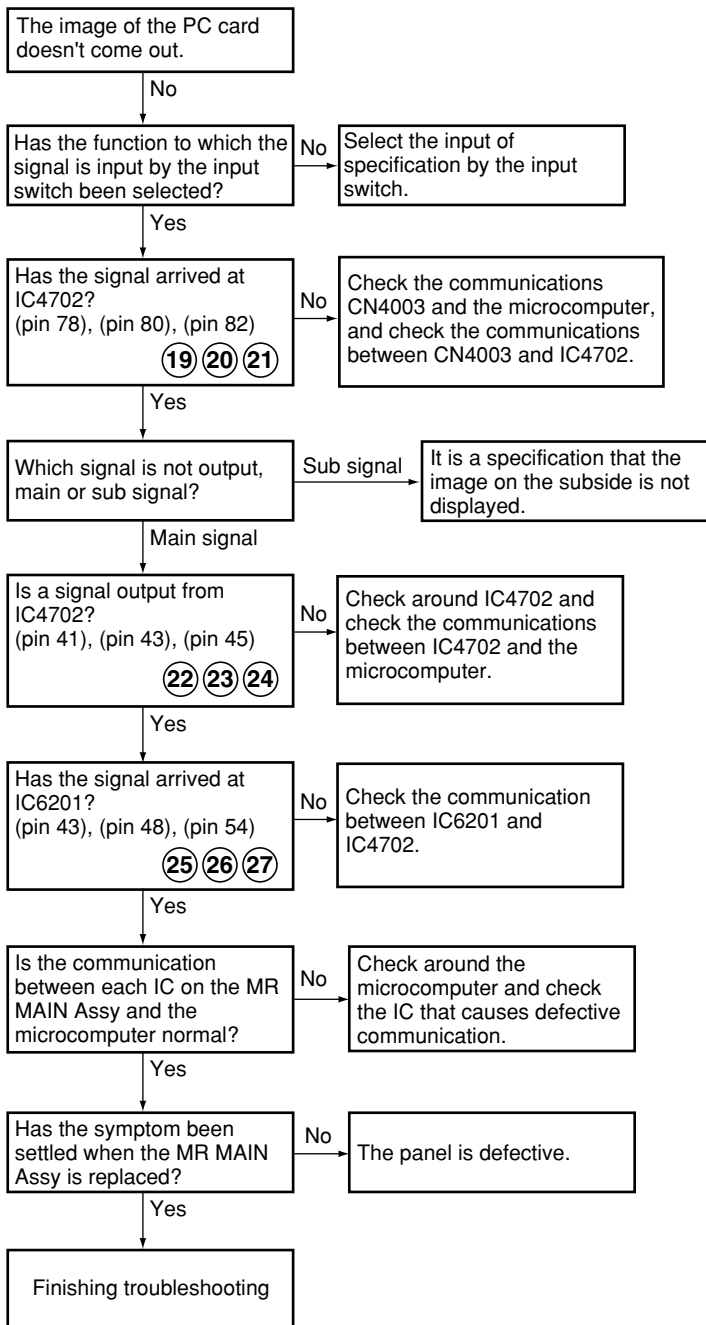 The image of the PC card
doesn't come out.
No
Has the function to which the
signal is input by the input
switch been selected?
No
Select the input of
specification by the input
switch.
Yes
Has the signal arrived at
IC4702?
(pin 78), (pin 80), (pin 82)
19 20 21
No
Check the communications
CN4003 and the microcomputer,
and check the communications
between CN4003 and IC4702.
Yes
Which signal is not output,
main or sub signal?
Sub signal
It is a specification that the
image on the subside is not
displayed.
Main signal
Is a signal output from
IC4702?
(pin 41), (pin 43), (pin 45)
22 23 24
No
Check around IC4702 and
check the communications
between IC4702 and the
microcomputer.
Yes
Has the signal arrived at
IC6201?
(pin 43), (pin 48), (pin 54)
25 26 27
No
Check the communication
between IC6201 and
IC4702.
Yes
Is the communication
between each IC on the MR
MAIN Assy and the
microcomputer normal?
No
Check around the
microcomputer and check
the IC that causes defective
communication.
Yes
Has the symptom been
settled when the MR MAIN
Assy is replaced?
No
The panel is defective.
Yes
Finishing troubleshooting